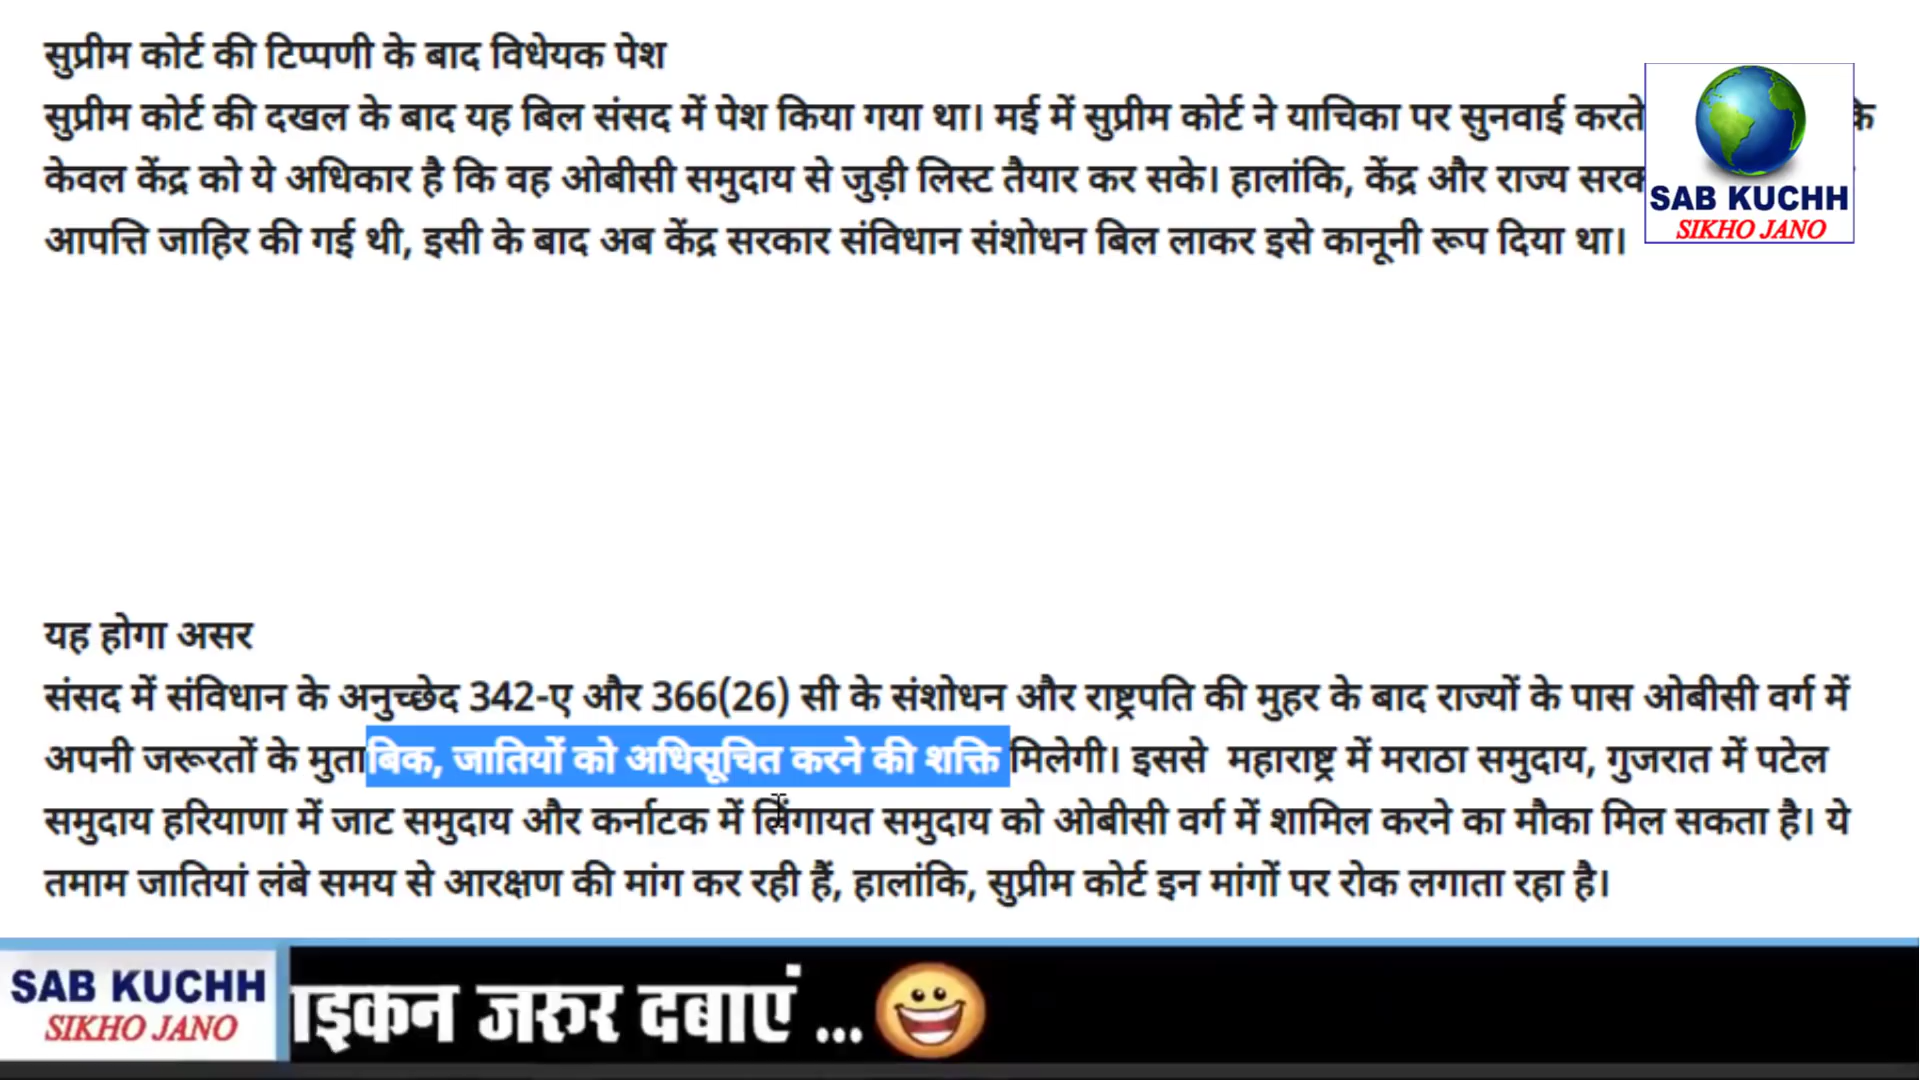 सुप्रीम कोर्ट की टिप्पणी के बाद विधेयक पेश
सुप्रीम कोर्ट की दखल के बाद यह बिल संसद में पेश किया गया था। मई में सुप्रीम कोर्ट ने याचिका पर सुनवाई करते
केवल केंद्र को ये अधिकार है कि वह ओबीसी समुदाय से जुड़ी लिस्ट तैयार कर सके। हालांकि, केंद्र और राज्य
आपत्ति जाहिर की गई थी, इसी के बाद अब केंद्र सरकार संविधान संशोधन बिल लाकर इसे कानूनी रूप दिया था।
SAB KUCHH
SIKHO JANO
यह होगा असर
संसद में संविधान के अनुच्छेद 342-ए और 366(26) सी के संशोधन और राष्ट्रपति की मुहर के बाद राज्यों के पास ओबीसी वर्ग में
अपनी जरूरतों के मुताबिक, जातियों को अधिसूचित करने की शक्ति मिलेगी। इससे महाराष्ट्र में मराठा समुदाय, गुजरात में पटेल
समुदाय हरियाणा में जाट समुदाय और कर्नाटक में लिंगायत समुदाय को ओबीसी वर्ग में शामिल करने का मौका मिल सकता है। ये
तमाम जातियां लंबे समय से आरक्षण की मांग कर रही हैं, हालांकि, सुप्रीम कोर्ट इन मांगों पर रोक लगाता रहा है।
SAB KUCHH
SIKHO JANO
जरुर दबाएं ...